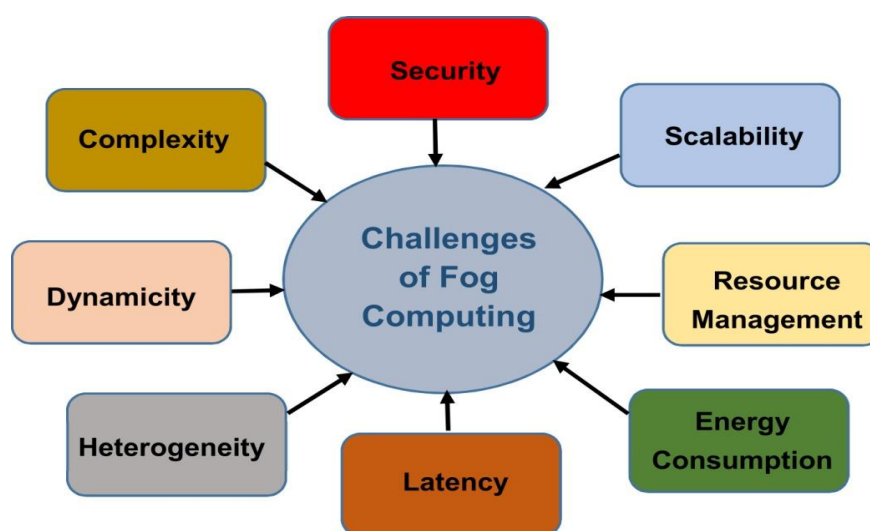 Security
Complexity
Scalability
Challenges
of Fog
Computing
Dynamicity
Resource
Management
Heterogeneity
Latency
Energy
Consumption